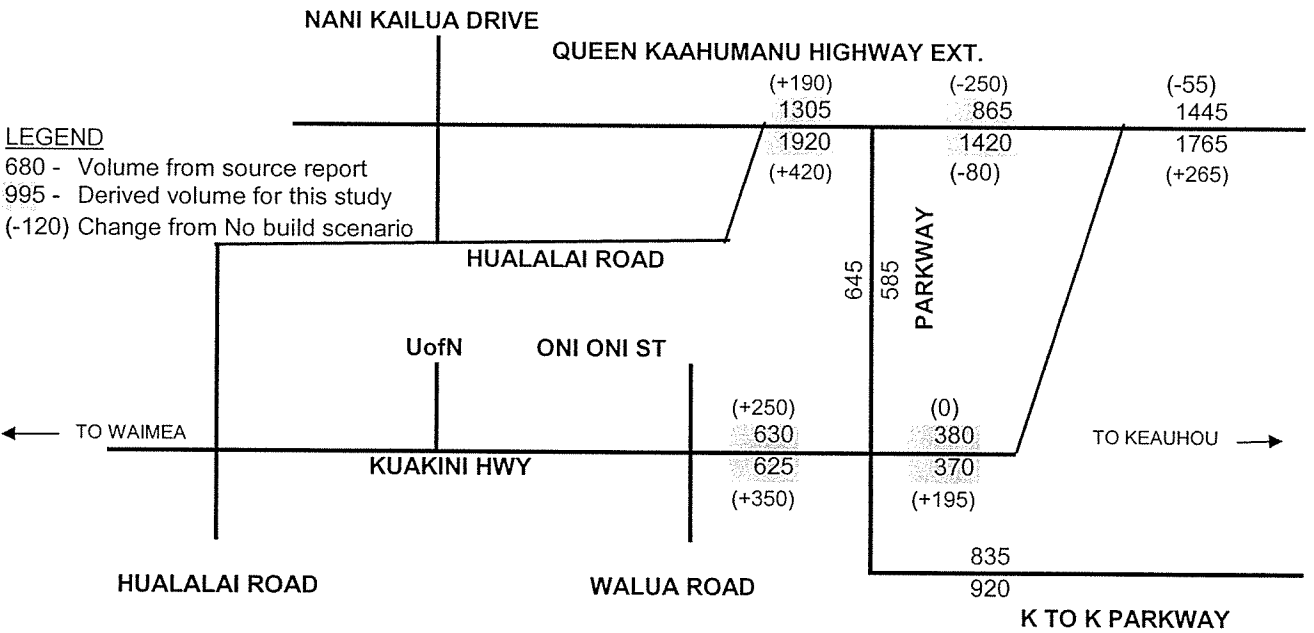 NANI KAILUA DRIVE
QUEEN KAAHUMANU HIGHWAY EXT.
(+190) (-250) (-55)
1305 865 1445
1920 1420 1765
(+420) (-80) (+265)
LEGEND
680 - Volume from source report
995 - Derived volume for this study
(-120) Change from No build scenario
HUALALAI ROAD
645
585
PARKWAY
UofN
ONI ONI ST
(+250) (0)
630 380
625 370
(+350) (+195)
TO WAIMEA
TO KEAUHOU
KUAKINI HWY
HUALALAI ROAD
WALUA ROAD
835
920
K TO K PARKWAY